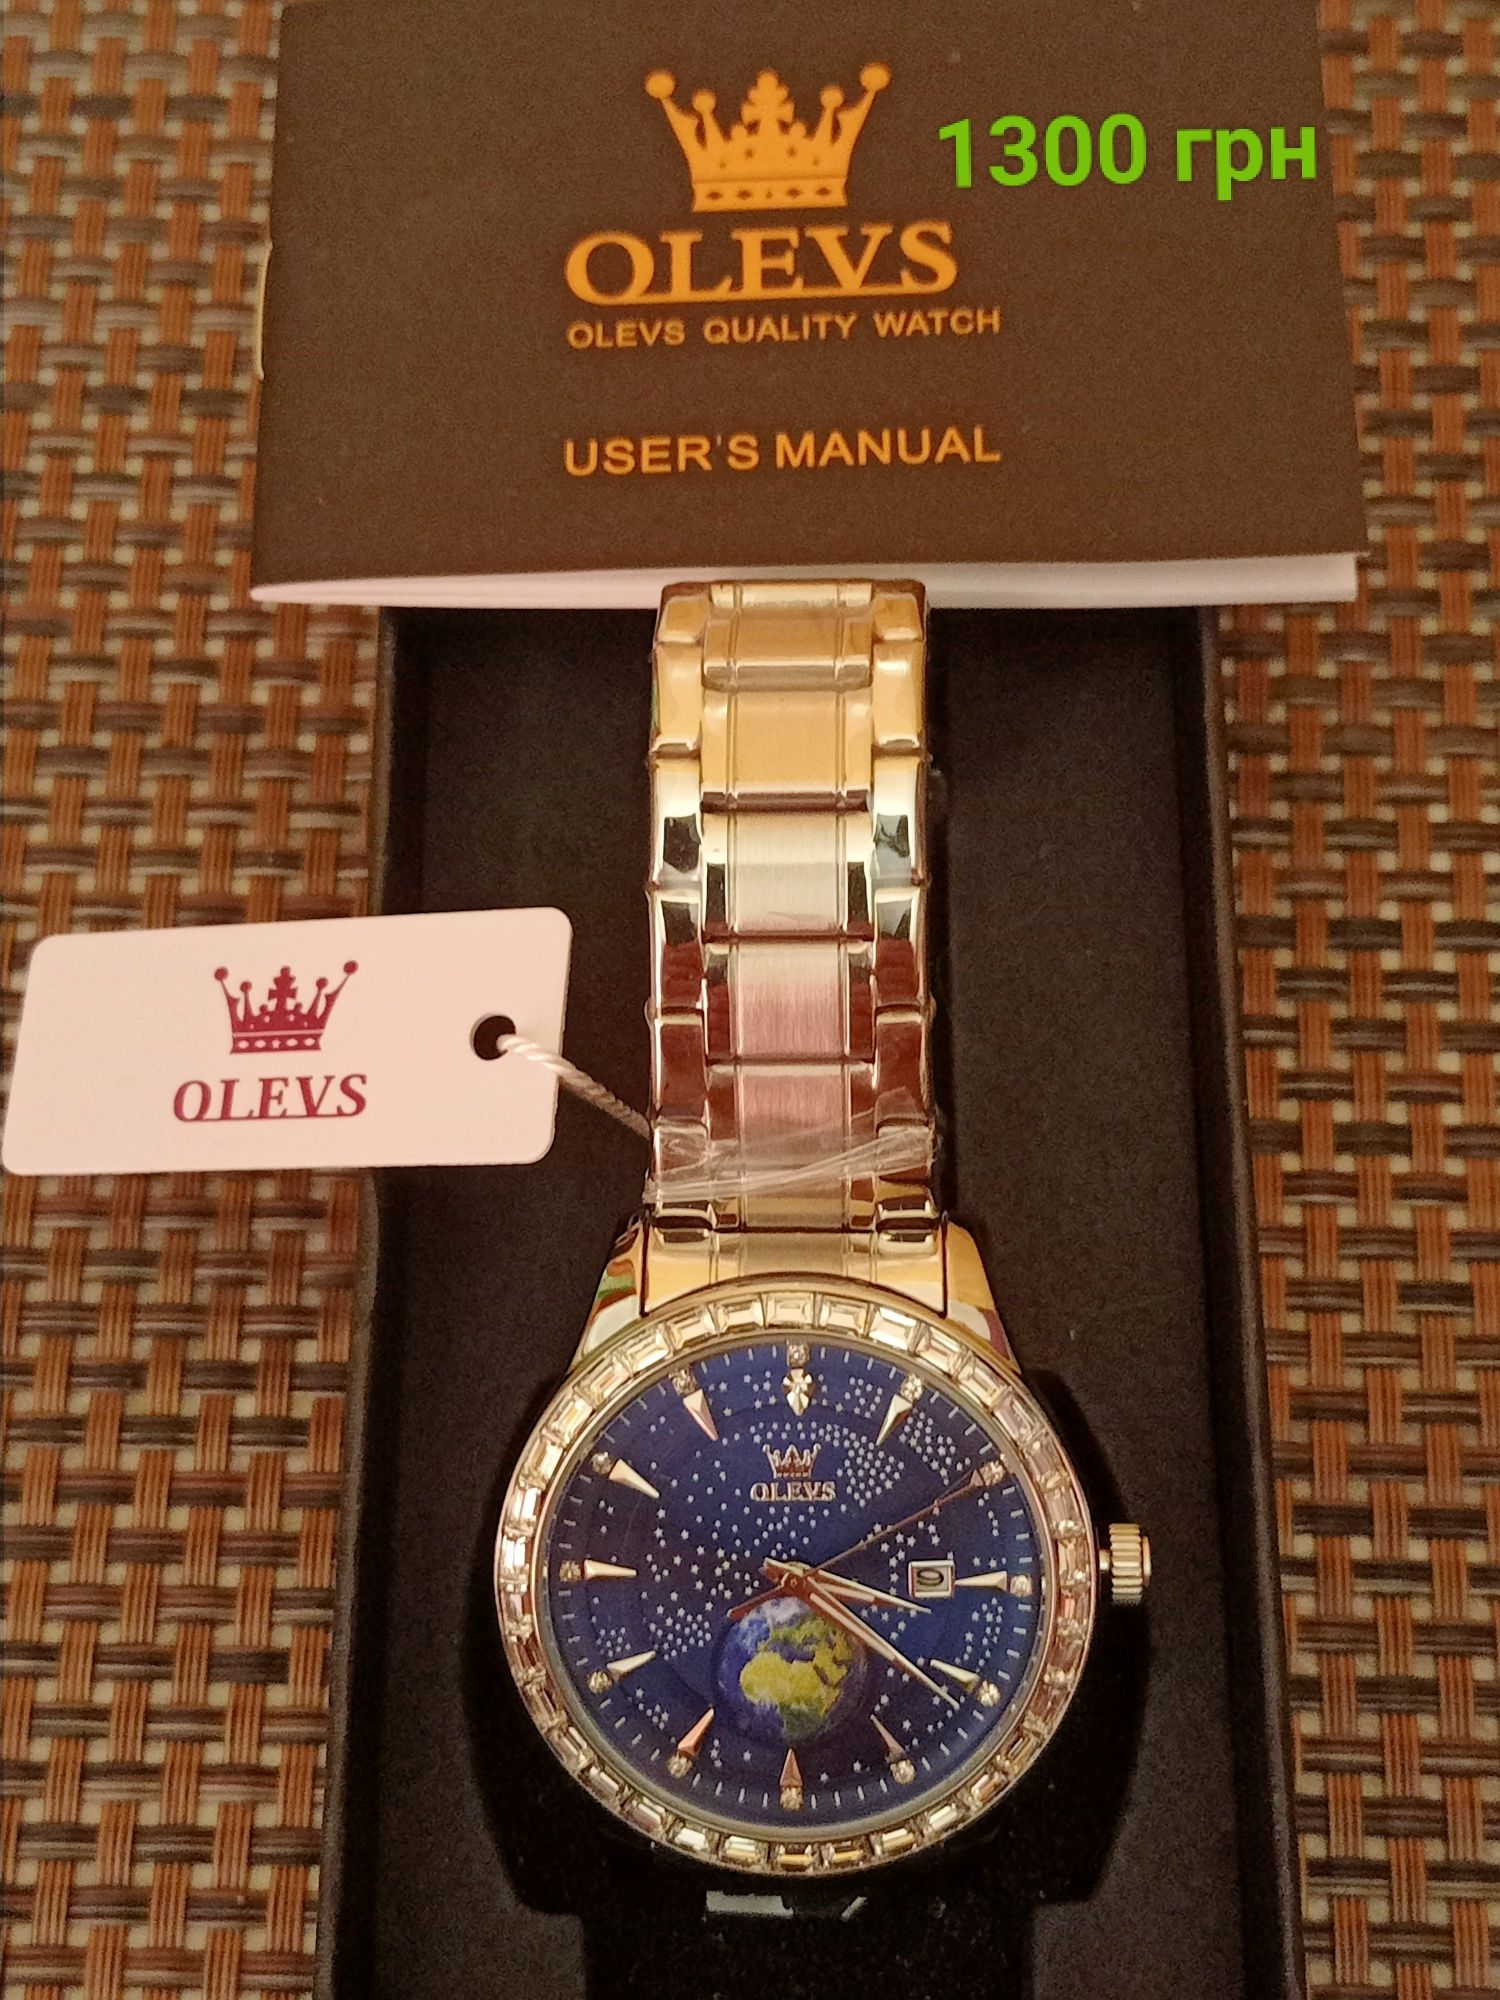 1300 грн
OLEVS
OLEVS QUALITY WATCH
USER'S MANUAL
OLEVS
OLEVS
9